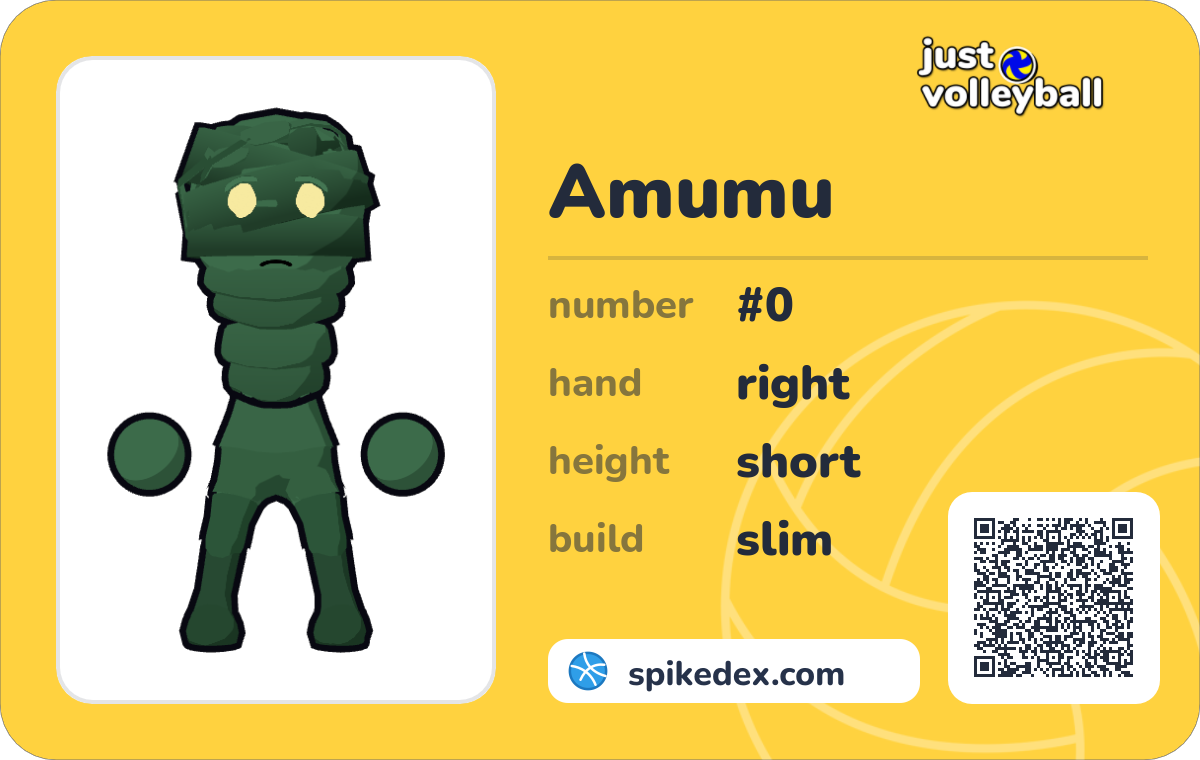 just
volleyball
Amumu
number #0
hand right
height short
build slim
spikedex.com